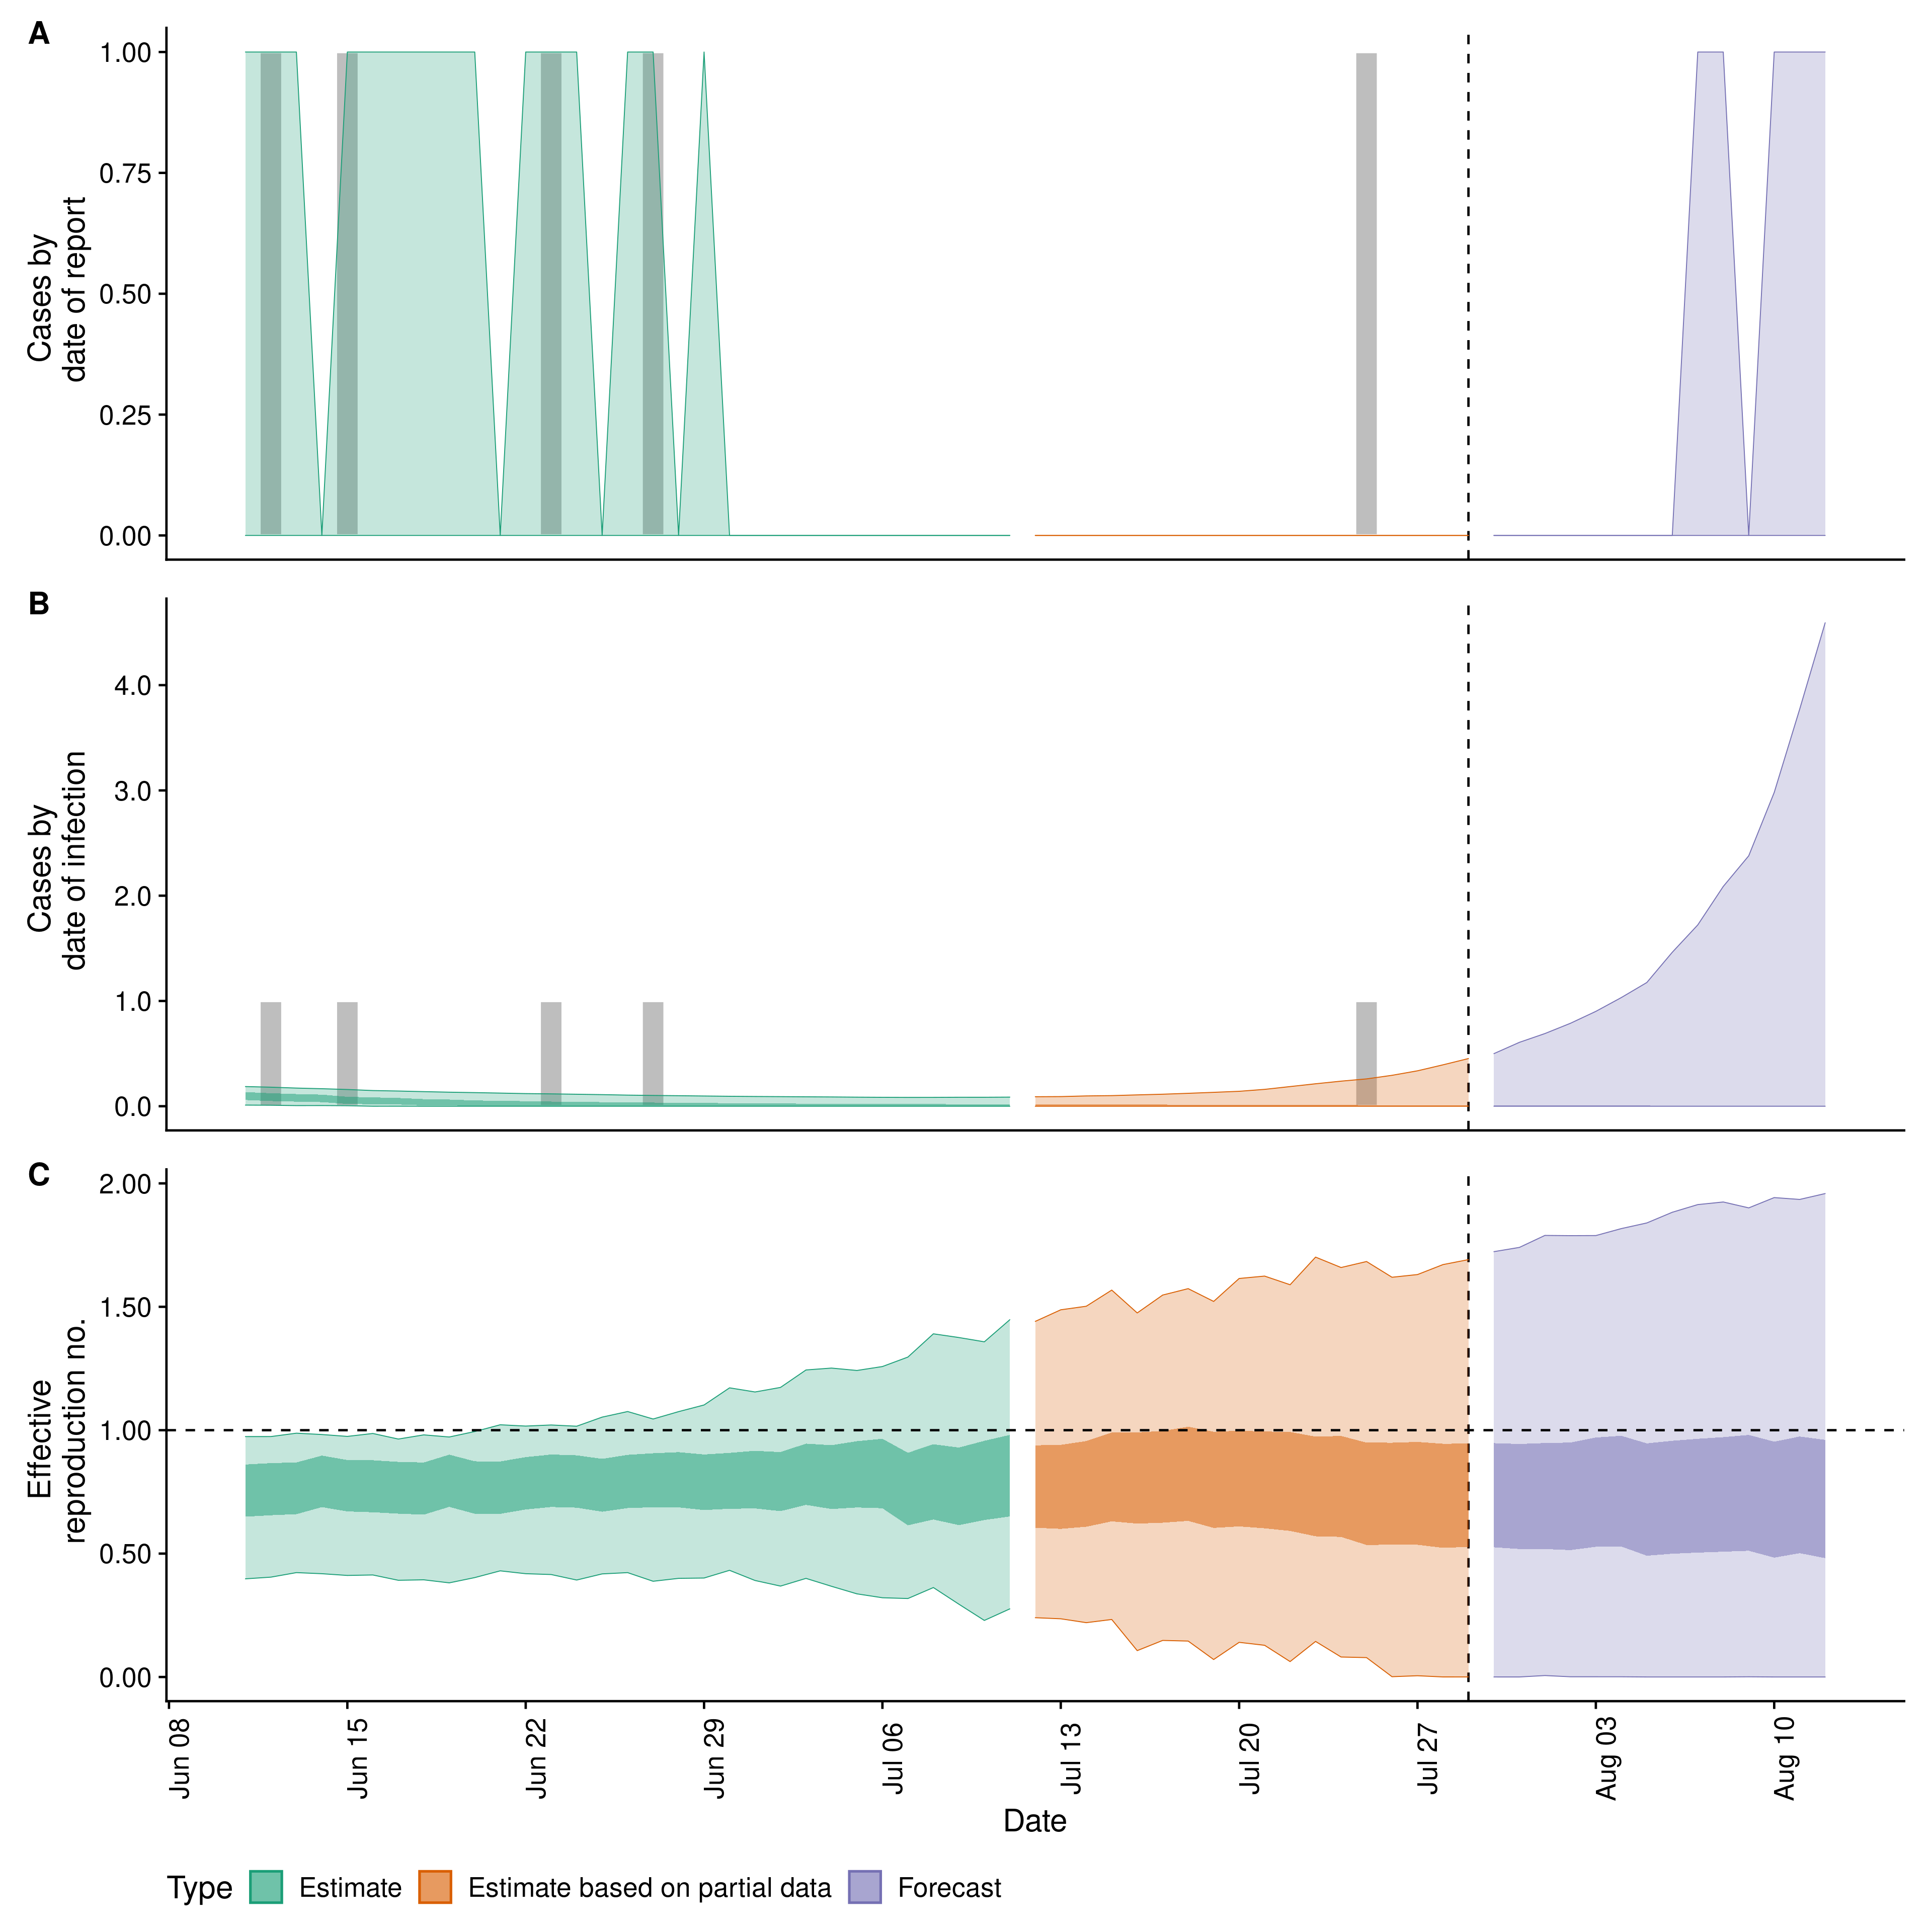 A
1.00
0.75
0.50
0.25
0.00
Cases by
date of report
B
4.0
3.0
2.0
1.0
0.0
Cases by
date of infection
C
2.00
1.50
1.00
0.50
0.00
Effective
reproduction no.
Jun 08
Jun 15
Jun 22
Jun 29
Jul 06
Jul 13
Jul 20
Jul 27
Aug 03
Aug 10
Date
Type Estimate Estimate based on partial data Forecast